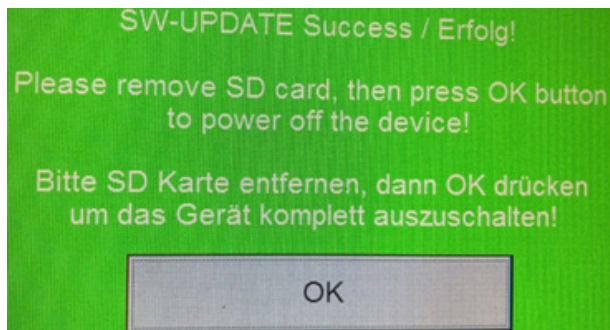 SW-UPDATE Success / Erfolg!
Please remove SD card, then press OK button
to power off the device!
Bitte SD Karte entfernen, dann OK drücken
um das Gerät komplett auszuschalten!
OK